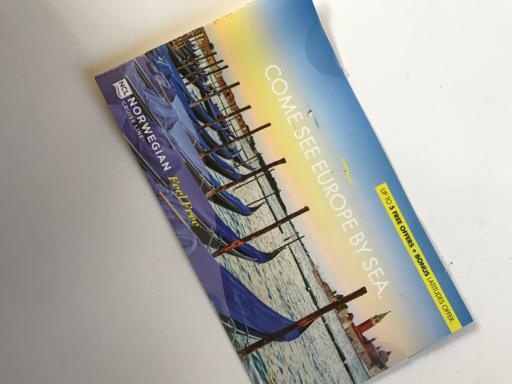 COME SEE EUROPE BY SEA.
UP TO 5 FREE OFFERS + BONUS LATITUDES OFFER
NCL
NORWEGIAN
CRUISE LINE
Feel Free